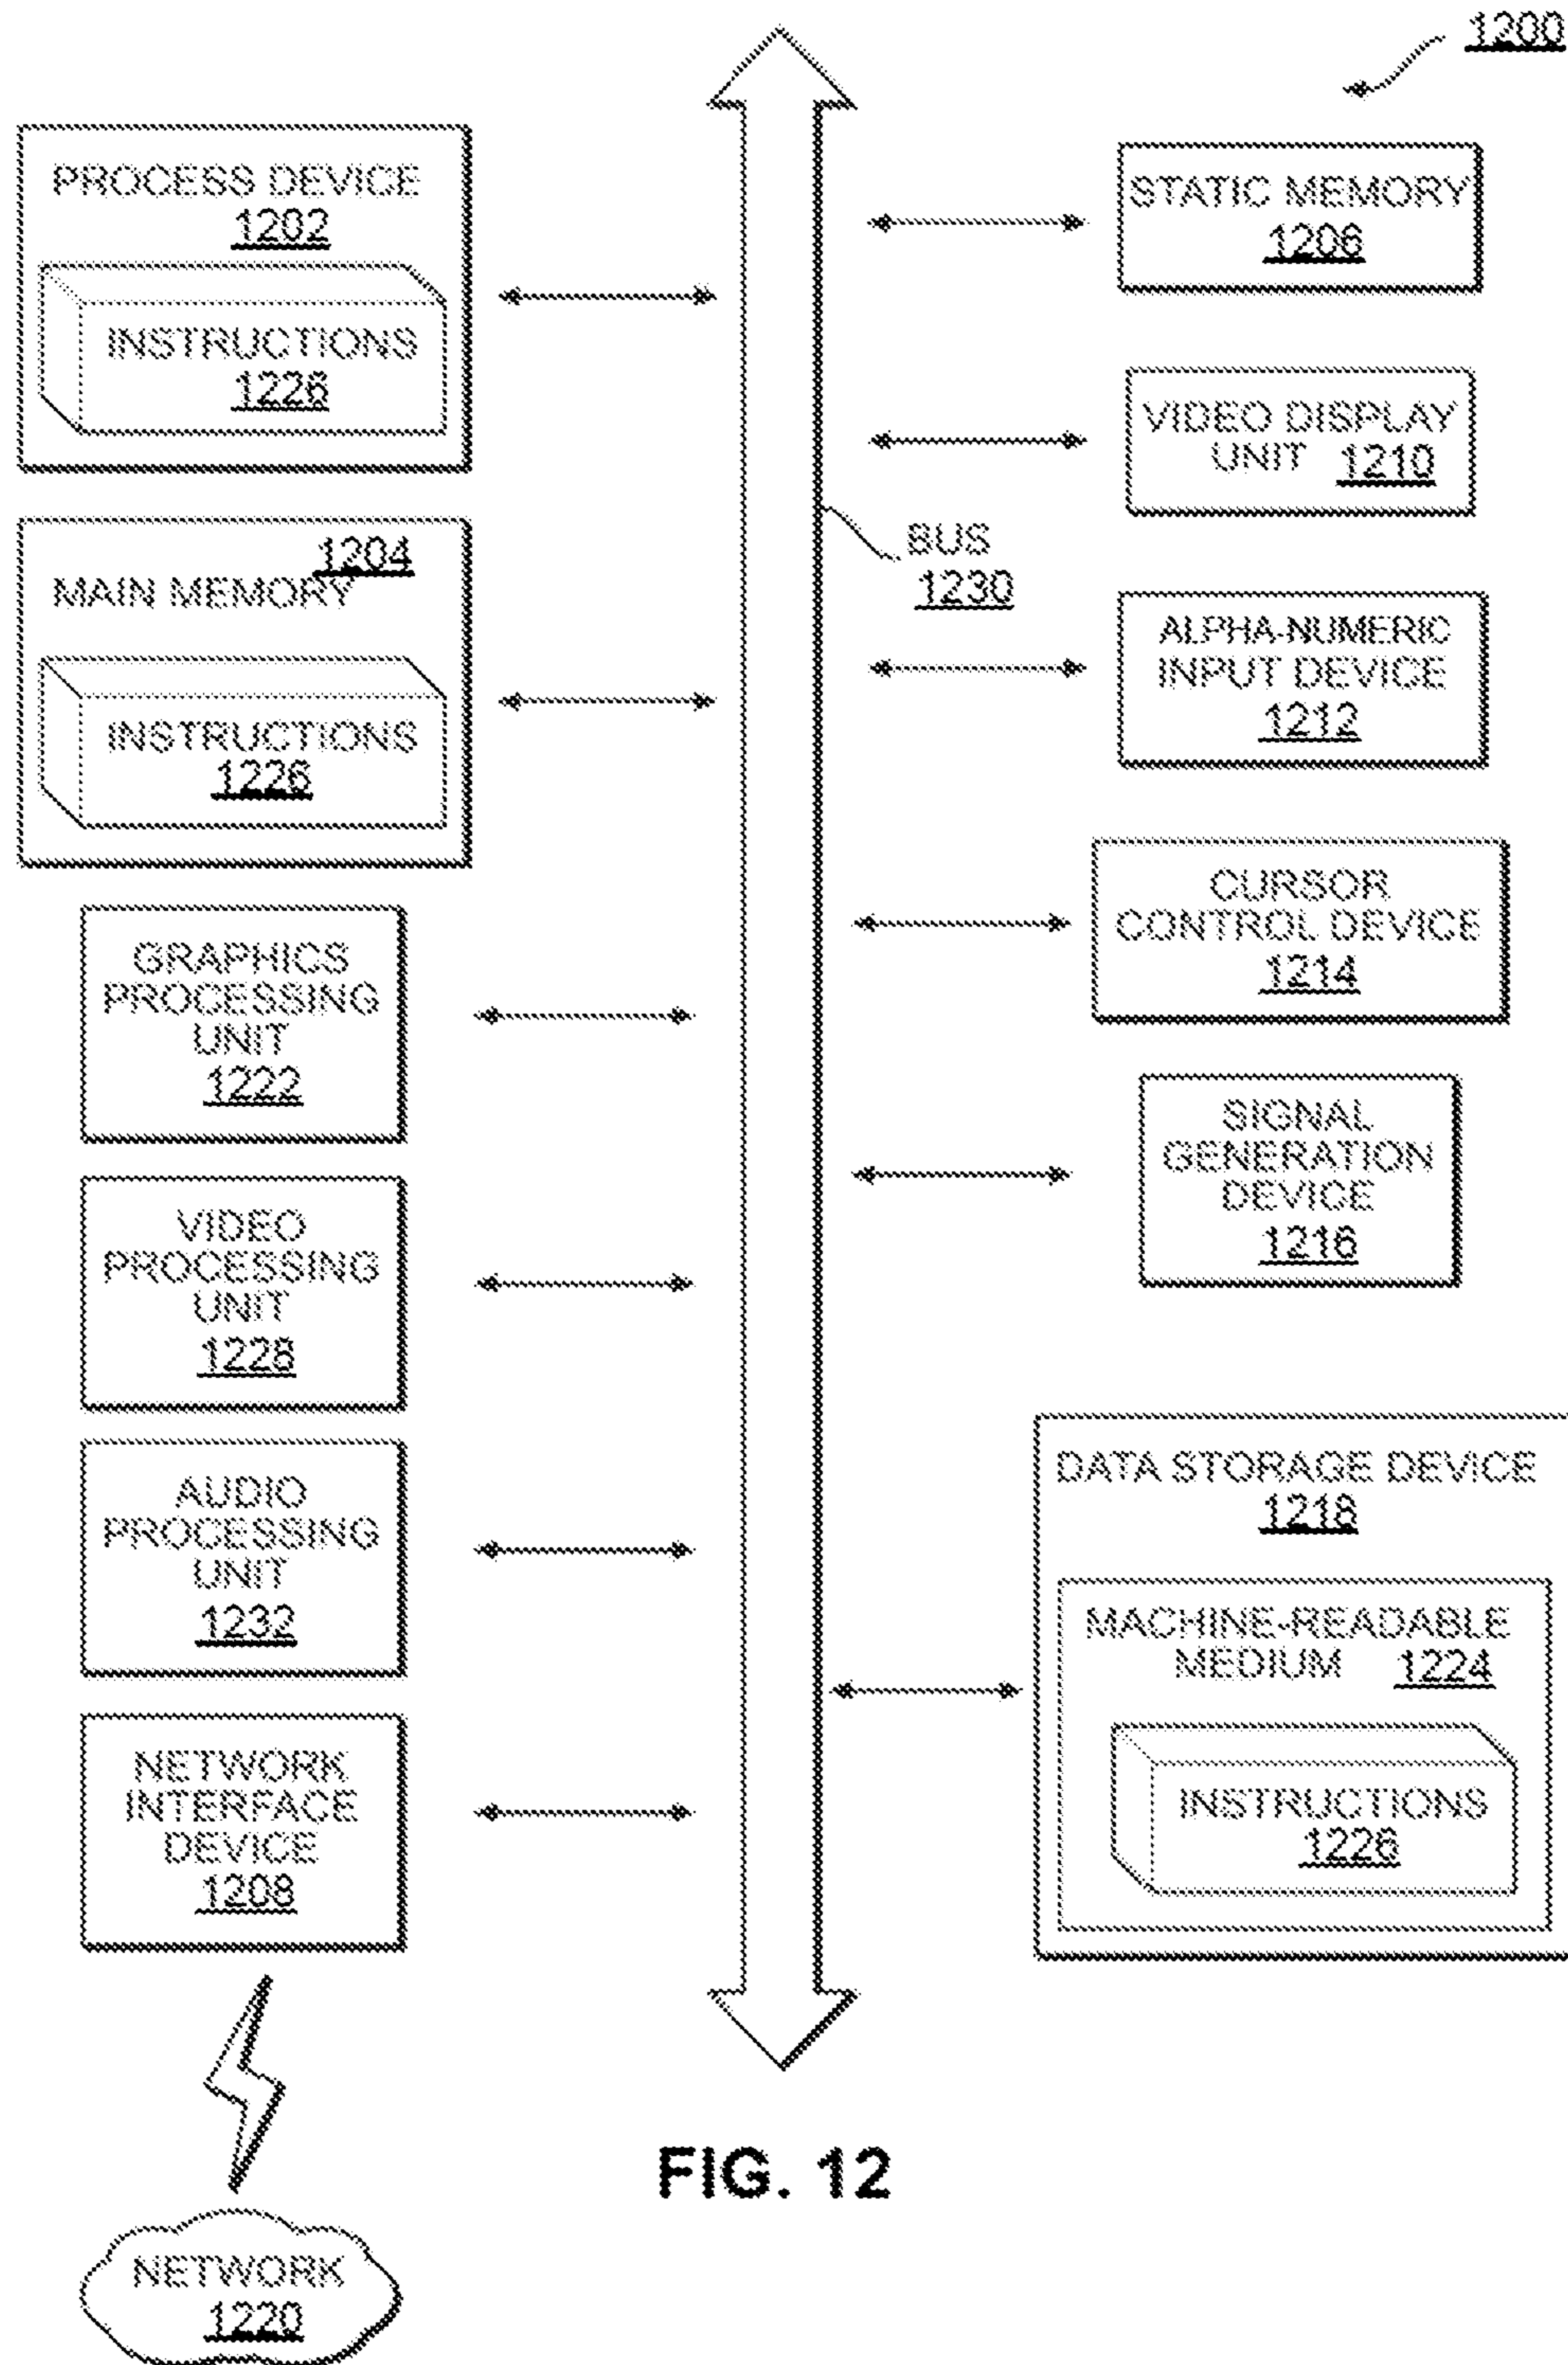 1200
PROCESS DEVICE
1202
INSTRUCTIONS
1226
MAIN MEMORY
1204
INSTRUCTIONS
1226
GRAPHICS
PROCESSING
UNIT
1222
VIDEO
PROCESSING
UNIT
1228
AUDIO
PROCESSING
UNIT
1232
NETWORK
INTERFACE
DEVICE
1208
NETWORK
1220
BUS
1230
STATIC MEMORY
1206
VIDEO DISPLAY
UNIT 1210
ALPHA-NUMERIC
INPUT DEVICE
1212
CURSOR
CONTROL DEVICE
1214
SIGNAL
GENERATION
DEVICE
1216
DATA STORAGE DEVICE
1218
MACHINE-READABLE
MEDIUM 1224
INSTRUCTIONS
1226
FIG. 12